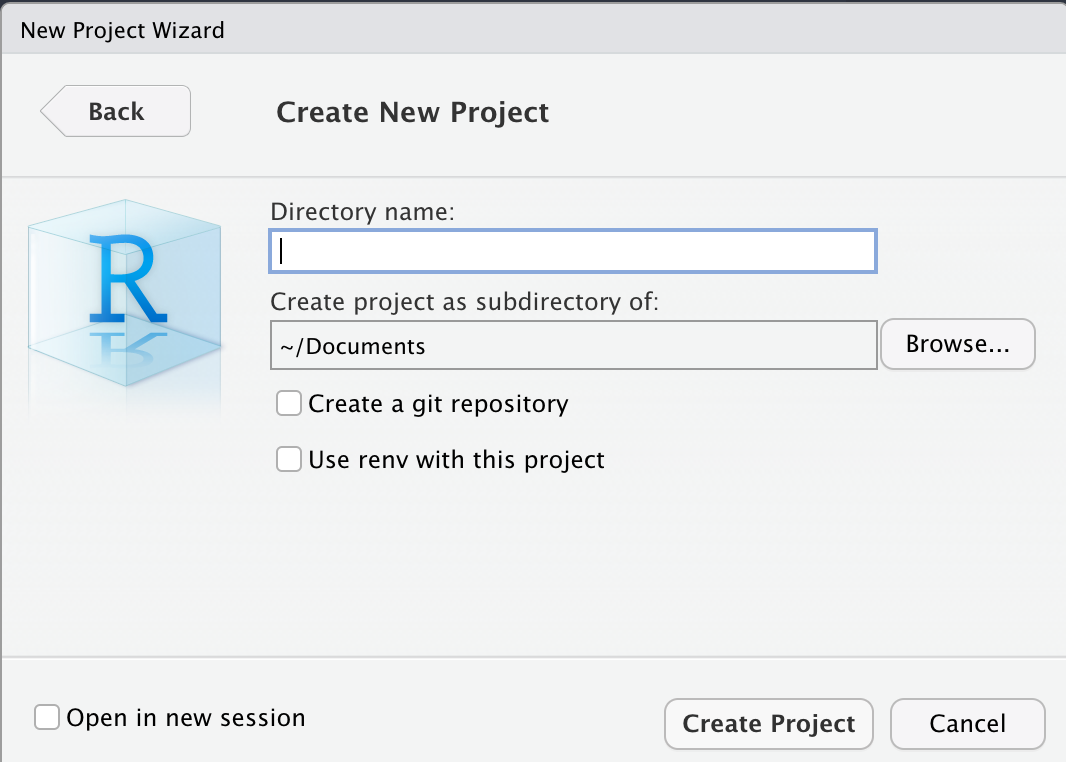 New Project Wizard
Back
Create New Project
R
Directory name:
Create project as subdirectory of:
~/Documents
Browse...
Create a git repository
Use renv with this project
Open in new session
Create Project
Cancel